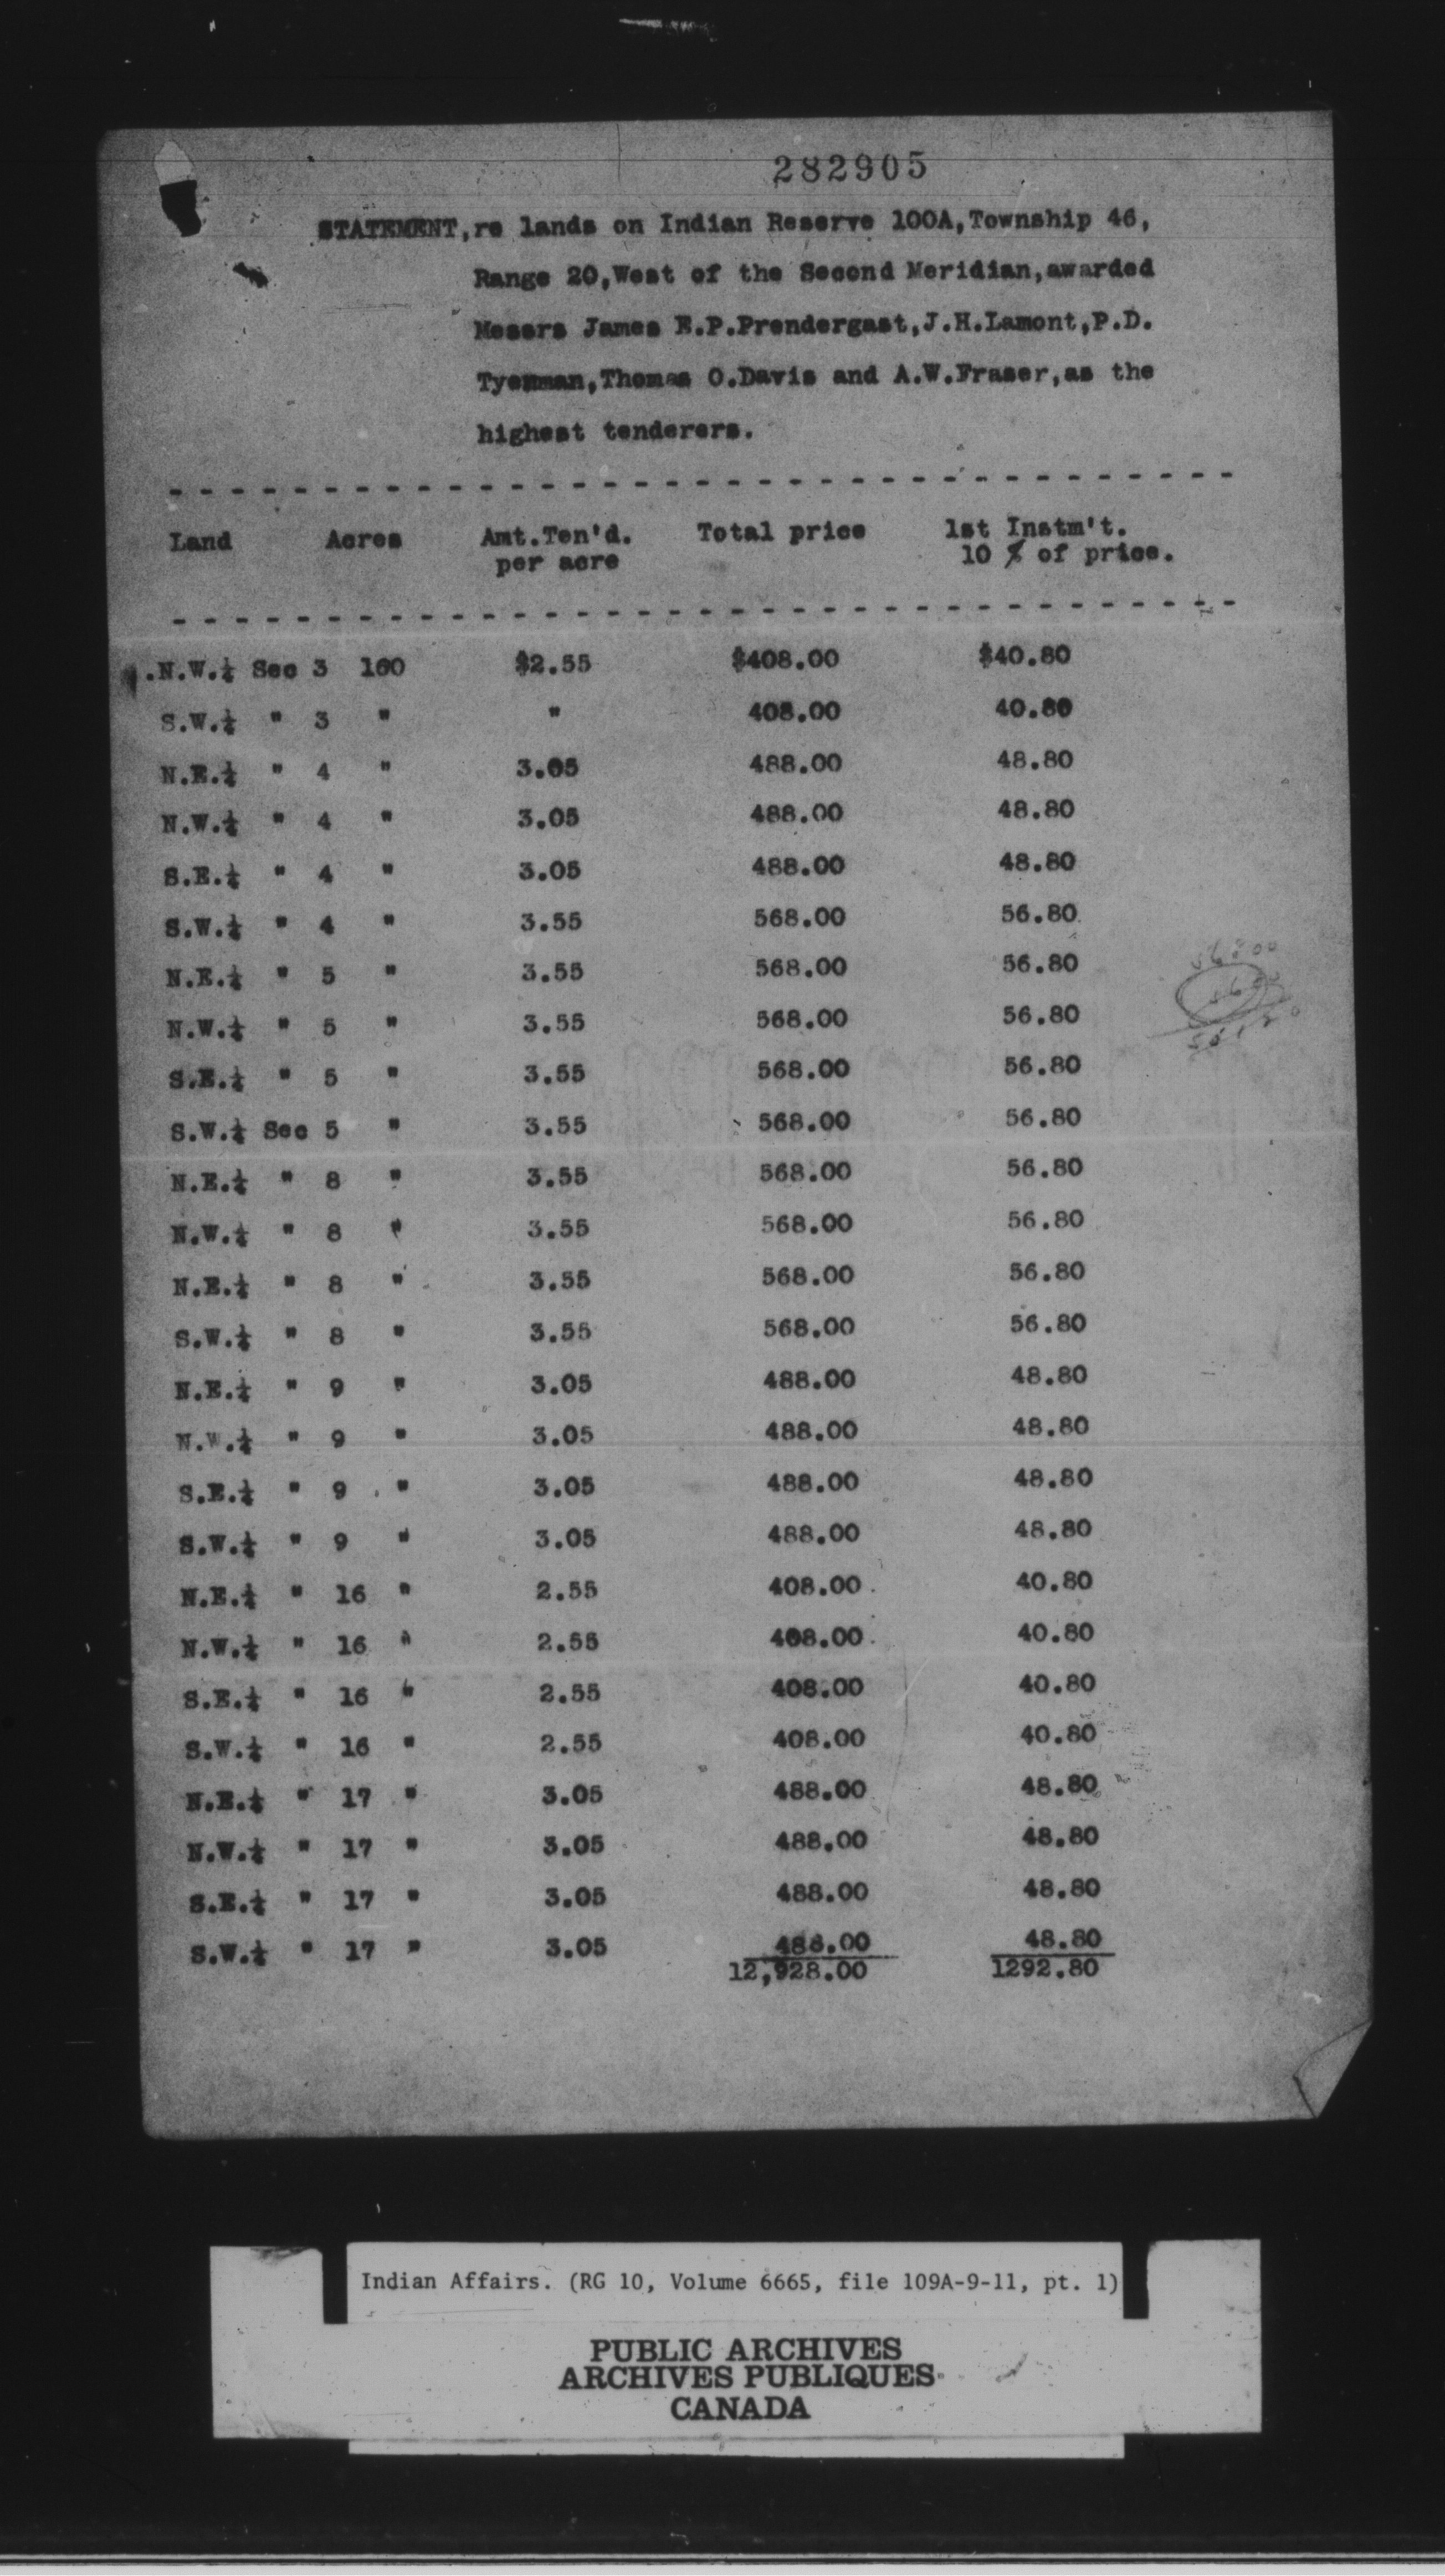 282905
STATEMENT,re lands on Indian Reserve 100A,Township 46,
Range 20,West of the Second Meridian,awarded
Messrs James E.P.Prendergast,J.H.Lamont,P.D.
Tyerman,Thomas O.Davis and A.W.Fraser,as the
highest tenderers.
Land Acres Amt.Ten'd. per acre Total price 1st Instm't. 10 % of price.
N.W.¼ Sec 3 160 $2.55 $408.00 $40.80
S.W.¼ " 3 " " 408.00 40.80
N.E.¼ " 4 " 3.05 488.00 48.80
N.W.¼ " 4 " 3.05 488.00 48.80
S.E.¼ " 4 " 3.05 488.00 48.80
S.W.¼ " 4 " 3.55 568.00 56.80
N.E.¼ " 5 " 3.55 568.00 56.80
N.W.¼ " 5 " 3.55 568.00 56.80
S.E.¼ " 5 " 3.55 568.00 56.80
S.W.¼ Sec 5 " 3.55 568.00 56.80
N.E.¼ " 8 " 3.55 568.00 56.80
N.W.¼ " 8 " 3.55 568.00 56.80
N.E.¼ " 8 " 3.55 568.00 56.80
S.W.¼ " 8 " 3.55 568.00 56.80
N.E.¼ " 9 " 3.05 488.00 48.80
N.W.¼ " 9 " 3.05 488.00 48.80
S.E.¼ " 9 " 3.05 488.00 48.80
S.W.¼ " 9 " 3.05 488.00 48.80
N.E.¼ " 16 " 2.55 408.00 40.80
N.W.¼ " 16 " 2.55 408.00 40.80
S.E.¼ " 16 " 2.55 408.00 40.80
S.W.¼ " 16 " 2.55 408.00 40.80
N.E.¼ " 17 " 3.05 488.00 48.80
N.W.¼ " 17 " 3.05 488.00 48.80
S.E.¼ " 17 " 3.05 488.00 48.80
S.W.¼ " 17 " 3.05 488.00 48.80
12,928.00 1292.80
Indian Affairs. (RG 10, Volume 6665, file 109A-9-11, pt. 1)
PUBLIC ARCHIVES
ARCHIVES PUBLIQUES
CANADA